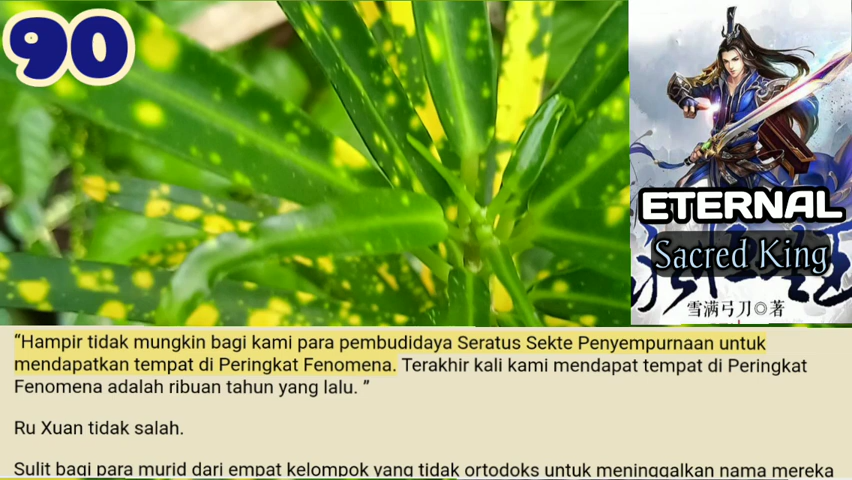 90
ETERNAL
Sacred King
雪满弓刀◎著
“Hampir tidak mungkin bagi kami para pembudidaya Seratus Sekte Penyempurnaan untuk
mendapatkan tempat di Peringkat Fenomena. Terakhir kali kami mendapat tempat di Peringkat
Fenomena adalah ribuan tahun yang lalu. ”
Ru Xuan tidak salah.
Sulit bagi para murid dari empat kelompok yang tidak ortodoks untuk meninggalkan nama mereka